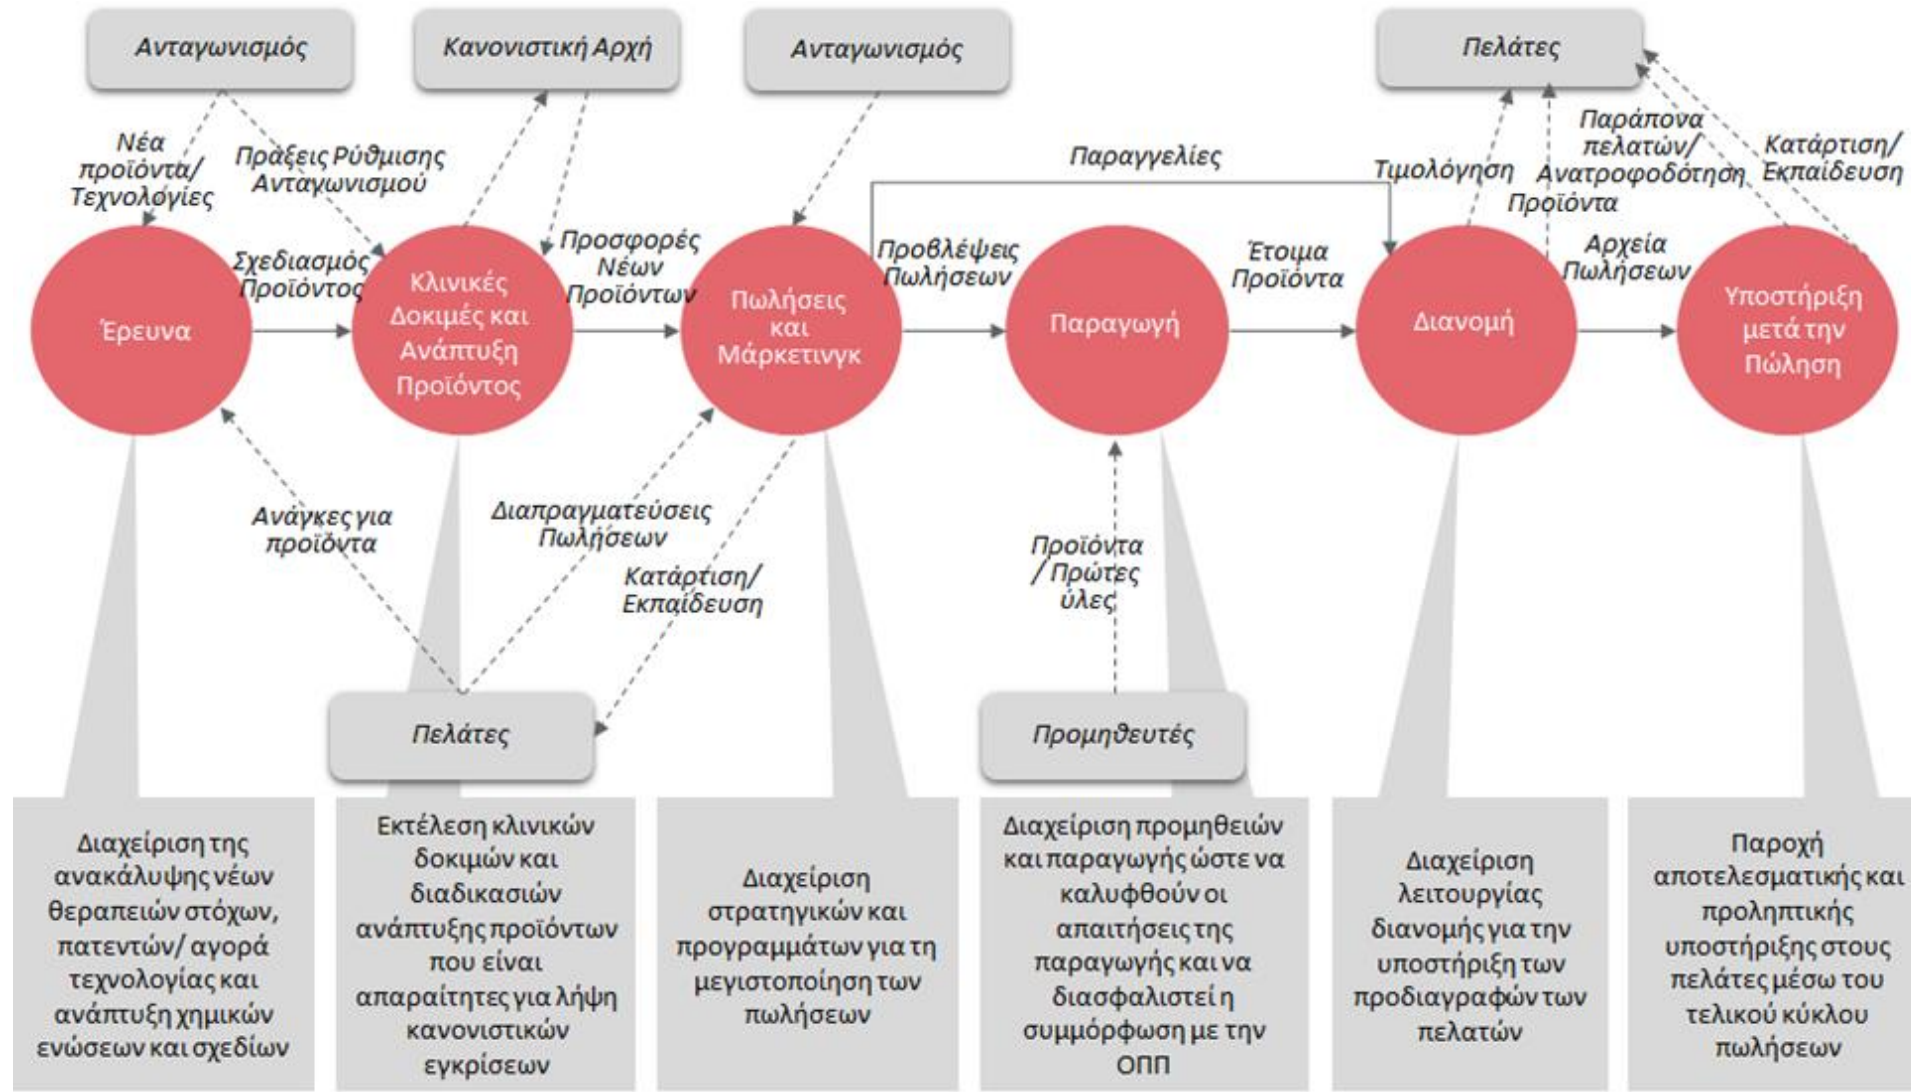 Ανταγωνισμός
Κανονιστική Αρχή
Ανταγωνισμός
Πελάτες
Νέα
προϊόντα/
Τεχνολογίες
Πράξεις Ρύθμισης
Ανταγωνισμού
Παραγγελίες
Τιμολόγηση
Παράπονα
πελατών/
Ανατροφοδότηση
Προϊόντα
Κατάρτιση/
Εκπαίδευση
Σχεδιασμός
Προϊόντος
Προσφορές
Νέων
Προϊόντων
Προβλέψεις
Πωλήσεων
Έτοιμα
Προϊόντα
Αρχεία
Πωλήσεων
Έρευνα
Κλινικές
Δοκιμές και
Ανάπτυξη
Προϊόντος
Πωλήσεις
και
Μάρκετινγκ
Παραγωγή
Διανομή
Υποστήριξη
μετά την
Πώληση
Ανάγκες για
προϊόντα
Διαπραγματεύσεις
Πωλήσεων
Κατάρτιση/
Εκπαίδευση
Προϊόντα
/ Πρώτες
ύλες
Πελάτες
Προμηθευτές
Διαχείριση της
ανακάλυψης νέων
θεραπειών στόχων,
πατεντών/ αγορά
τεχνολογίας και
ανάπτυξη χημικών
ενώσεων και σχεδίων
Εκτέλεση κλινικών
δοκιμών και
διαδικασιών
ανάπτυξης προϊόντων
που είναι
απαραίτητες για λήψη
κανονιστικών
εγκρίσεων
Διαχείριση
στρατηγικών και
προγραμμάτων για τη
μεγιστοποίηση των
πωλήσεων
Διαχείριση προμηθειών
και παραγωγής ώστε να
καλυφθούν οι
απαιτήσεις της
παραγωγής και να
διασφαλιστεί η
συμμόρφωση με την
ΟΠΠ
Διαχείριση
λειτουργίας
διανομής για την
υποστήριξη των
προδιαγραφών των
πελατών
Παροχή
αποτελεσματικής και
προληπτικής
υποστήριξης στους
πελάτες μέσω του
τελικού κύκλου
πωλήσεων